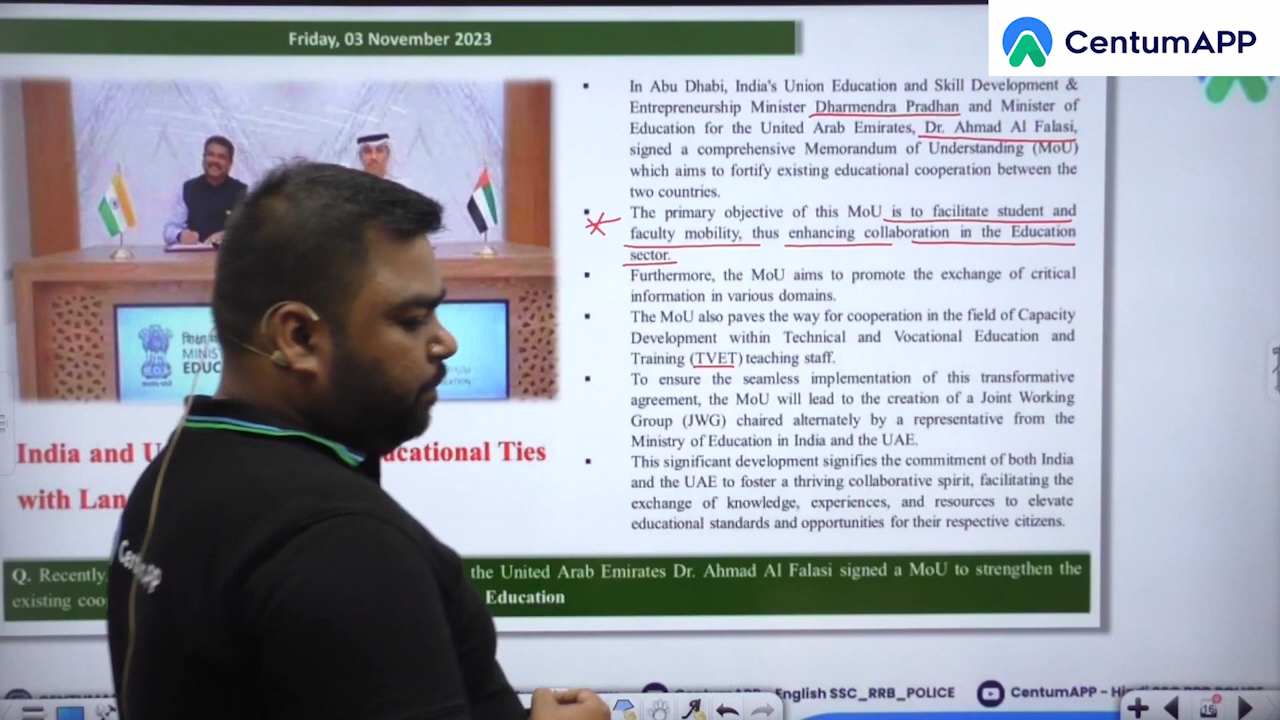 CentumAPP
Friday, 03 November 2023
In Abu Dhabi, India's Union Education and Skill Development &
Entrepreneurship Minister Dharmendra Pradhan and Minister of
Education for the United Arab Emirates, Dr. Ahmad Al Falasi,
signed a comprehensive Memorandum of Understanding (MoU)
which aims to fortify existing educational cooperation between the
two countries.
The primary objective of this MoU is to facilitate student and
faculty mobility, thus enhancing collaboration in the Education
sector.
Furthermore, the MoU aims to promote the exchange of critical
information in various domains.
The MoU also paves the way for cooperation in the field of Capacity
Development within Technical and Vocational Education and
Training (TVET) teaching staff.
To ensure the seamless implementation of this transformative
agreement, the MoU will lead to the creation of a Joint Working
Group (JWG) chaired alternately by a representative from the
Ministry of Education in India and the UAE.
This significant development signifies the commitment of both India
and the UAE to foster a thriving collaborative spirit, facilitating the
exchange of knowledge, experiences, and resources to elevate
educational standards and opportunities for their respective citizens.
MINIS
EDUC
India and U cational Ties
with Lan
Q. Recently, the United Arab Emirates Dr. Ahmad Al Falasi signed a MoU to strengthen the
existing coo Education
CentumAPP
English SSC_RRB_POLICE
CentumAPP - Hi
16